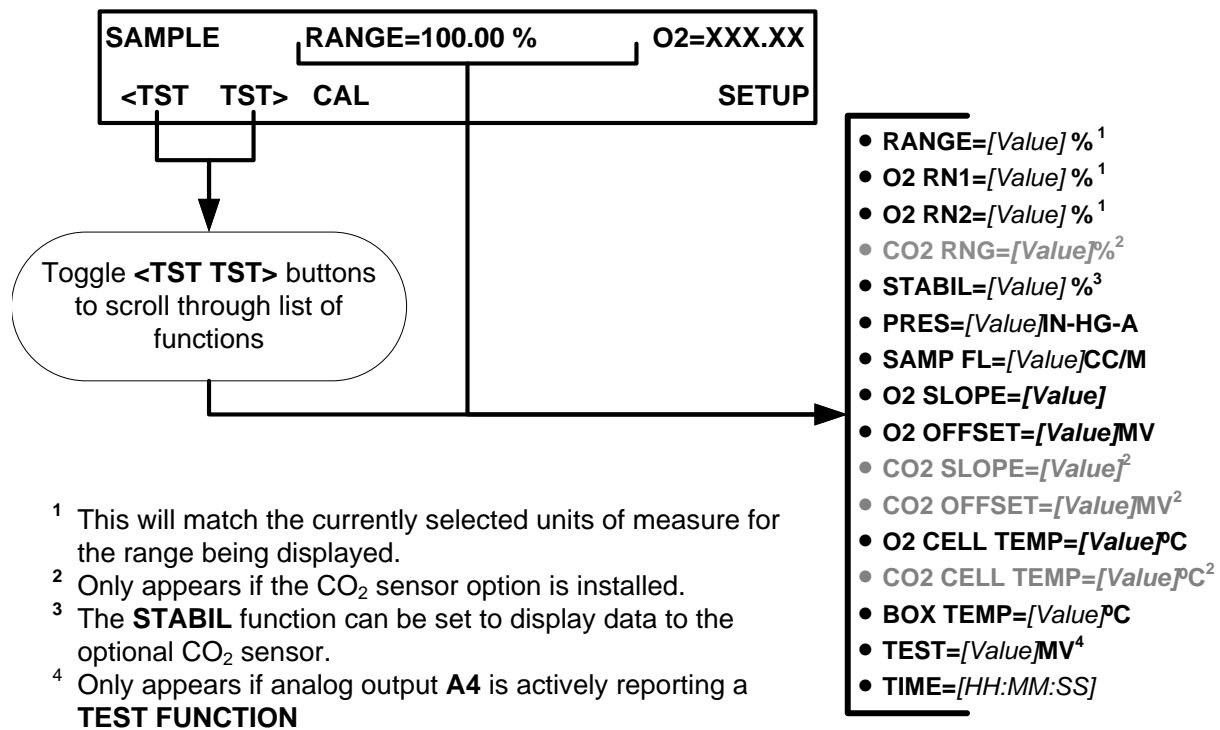 SAMPLE RANGE=100.00 % O2=XXX.XX
<TST TST> CAL SETUP
Toggle <TST TST> buttons
to scroll through list of
functions
• RANGE=[Value] % ¹
• O2 RN1=[Value] % ¹
• O2 RN2=[Value] % ¹
• CO2 RNG=[Value]%²
• STABIL=[Value] %³
• PRES=[Value]IN-HG-A
• SAMP FL=[Value]CC/M
• O2 SLOPE=[Value]
• O2 OFFSET=[Value]MV
• CO2 SLOPE=[Value]²
• CO2 OFFSET=[Value]MV²
• O2 CELL TEMP=[Value]ºC
• CO2 CELL TEMP=[Value]ºC²
• BOX TEMP=[Value]ºC
• TEST=[Value]MV⁴
• TIME=[HH:MM:SS]
¹ This will match the currently selected units of measure for
the range being displayed.
² Only appears if the CO₂ sensor option is installed.
³ The STABIL function can be set to display data to the
optional CO₂ sensor.
⁴ Only appears if analog output A4 is actively reporting a
TEST FUNCTION